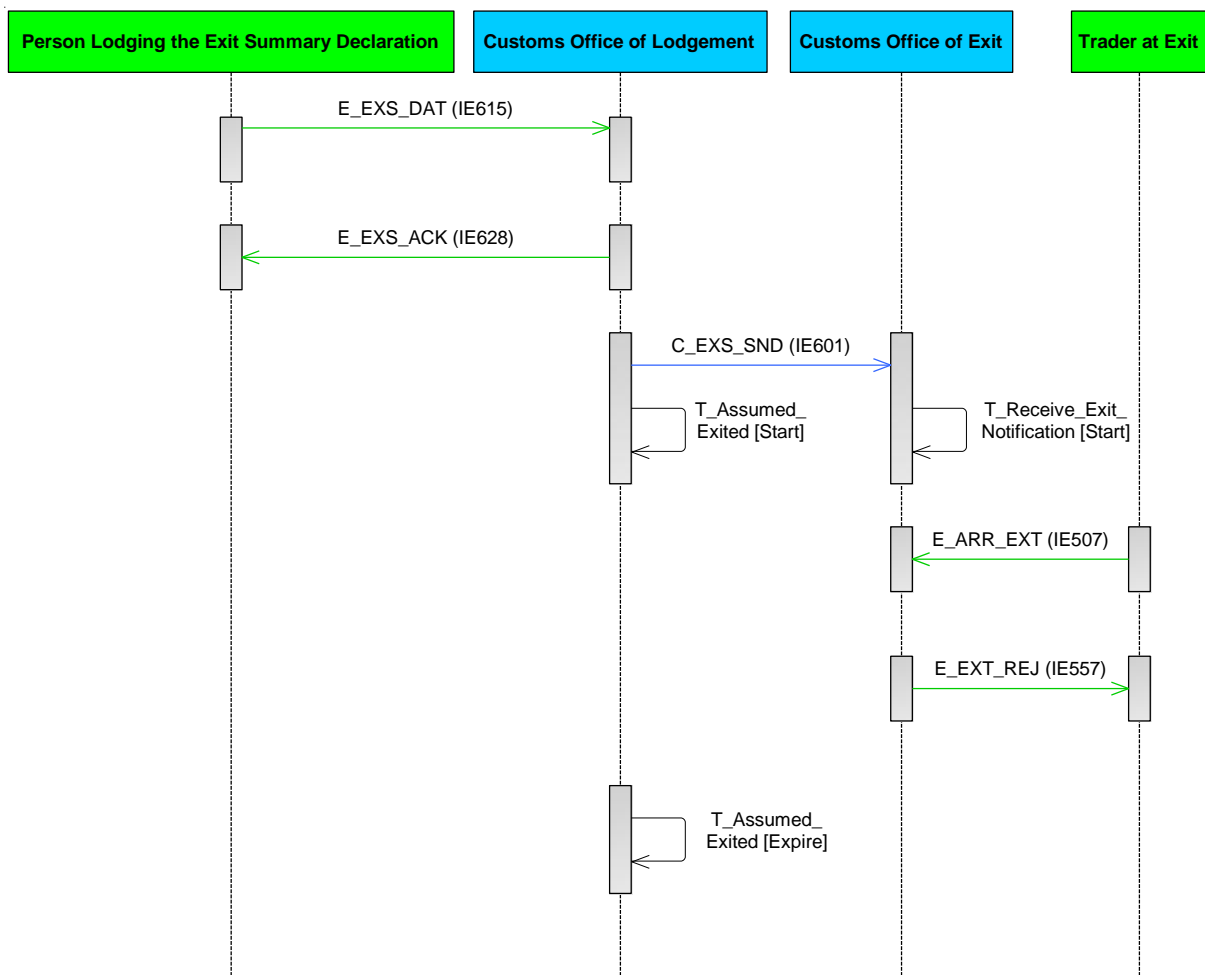 Person Lodging the Exit Summary Declaration
Customs Office of Lodgement
Customs Office of Exit
Trader at Exit
E_EXS_DAT (IE615)
E_EXS_ACK (IE628)
C_EXS_SND (IE601)
T_Assumed_
Exited [Start]
T_Receive_Exit_
Notification [Start]
E_ARR_EXT (IE507)
E_EXT_REJ (IE557)
T_Assumed_
Exited [Expire]